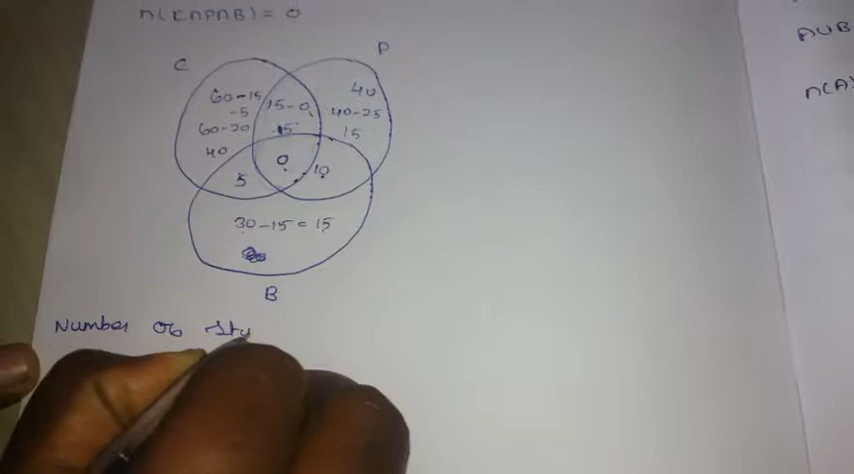 n(C∩P∩B) = 0
P
C
A∪B
60-15
-5
60-20
40
15-0
15
40
40-25
15
n(A
0
10
5
30-15 = 15
B
Number of Stu